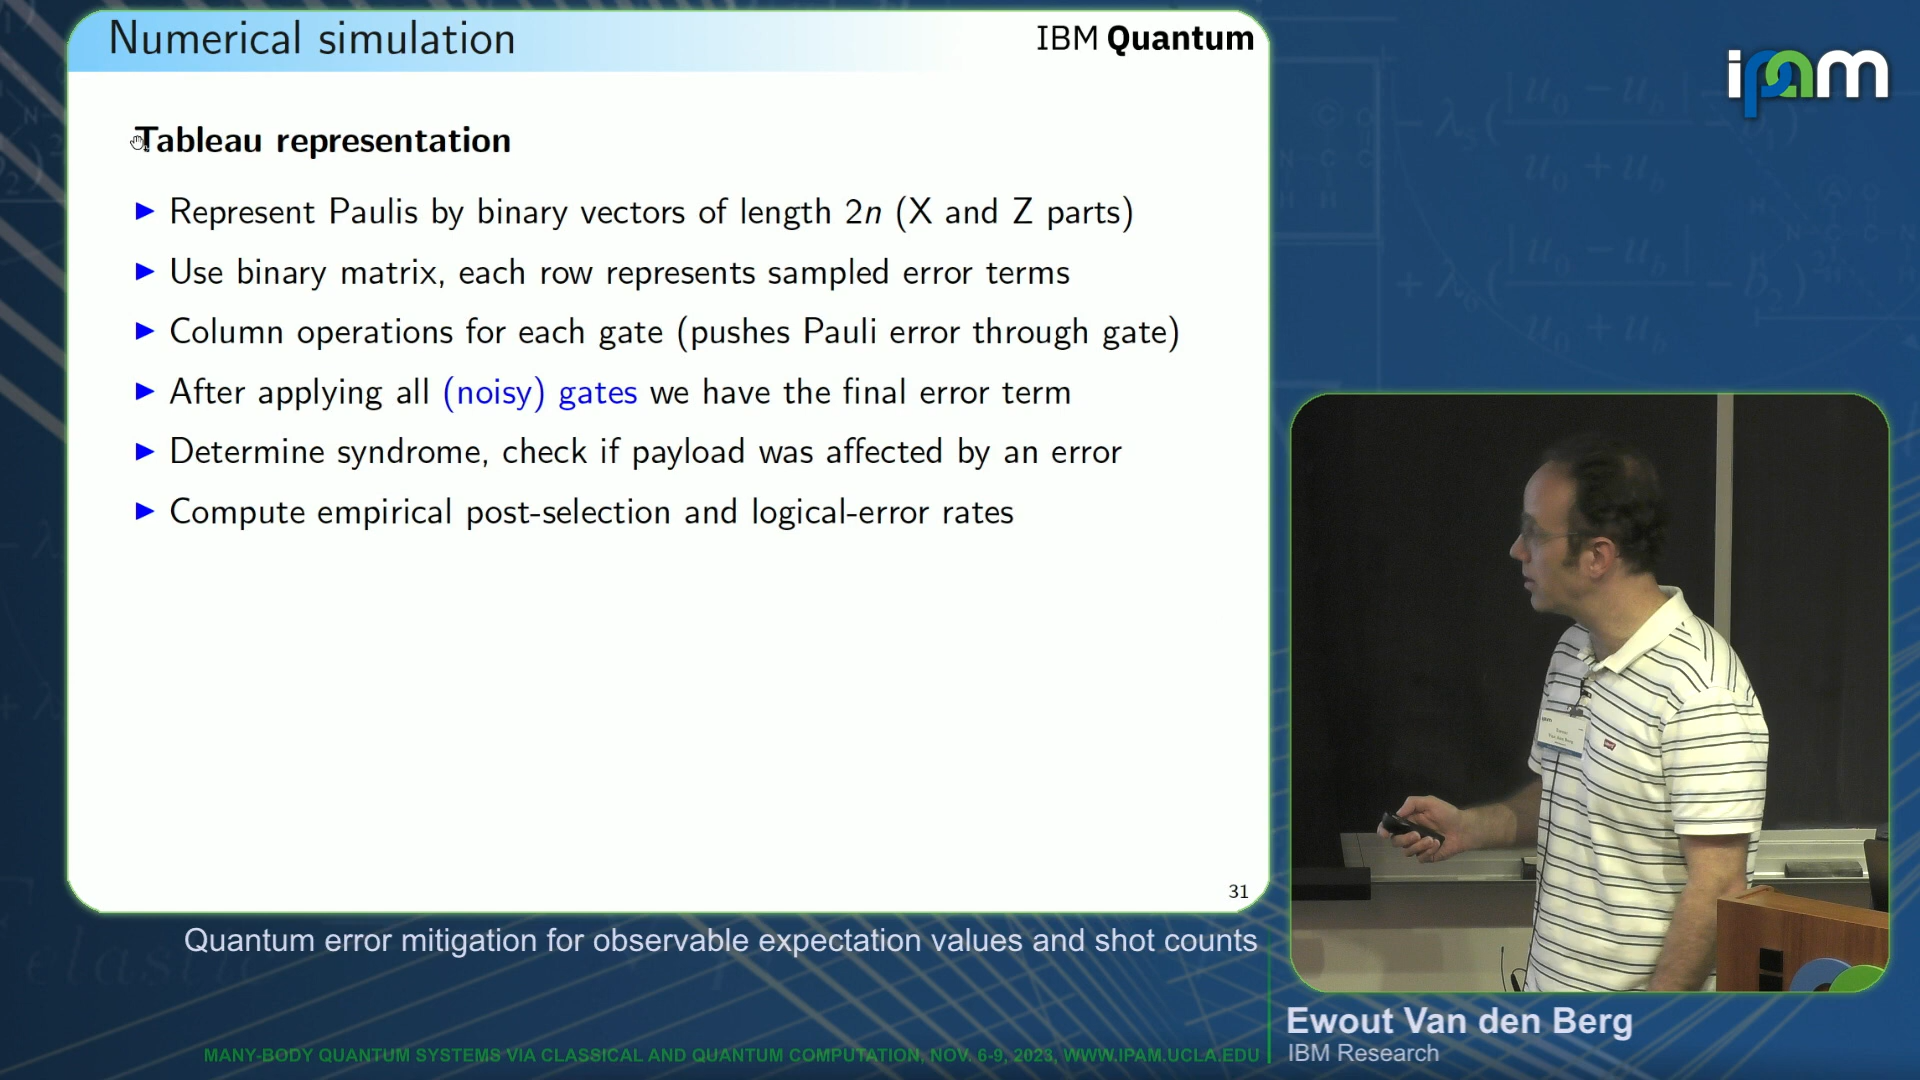 Numerical simulation
IBM Quantum
ipam
Tableau representation
Represent Paulis by binary vectors of length 2n (X and Z parts)
Use binary matrix, each row represents sampled error terms
Column operations for each gate (pushes Pauli error through gate)
After applying all (noisy) gates we have the final error term
Determine syndrome, check if payload was affected by an error
Compute empirical post-selection and logical-error rates
31
Quantum error mitigation for observable expectation values and shot counts
Ewout Van den Berg
IBM Research
MANY-BODY QUANTUM SYSTEMS VIA CLASSICAL AND QUANTUM COMPUTATION, NOV. 6-9, 2023, WWW.IPAM.UCLA.EDU